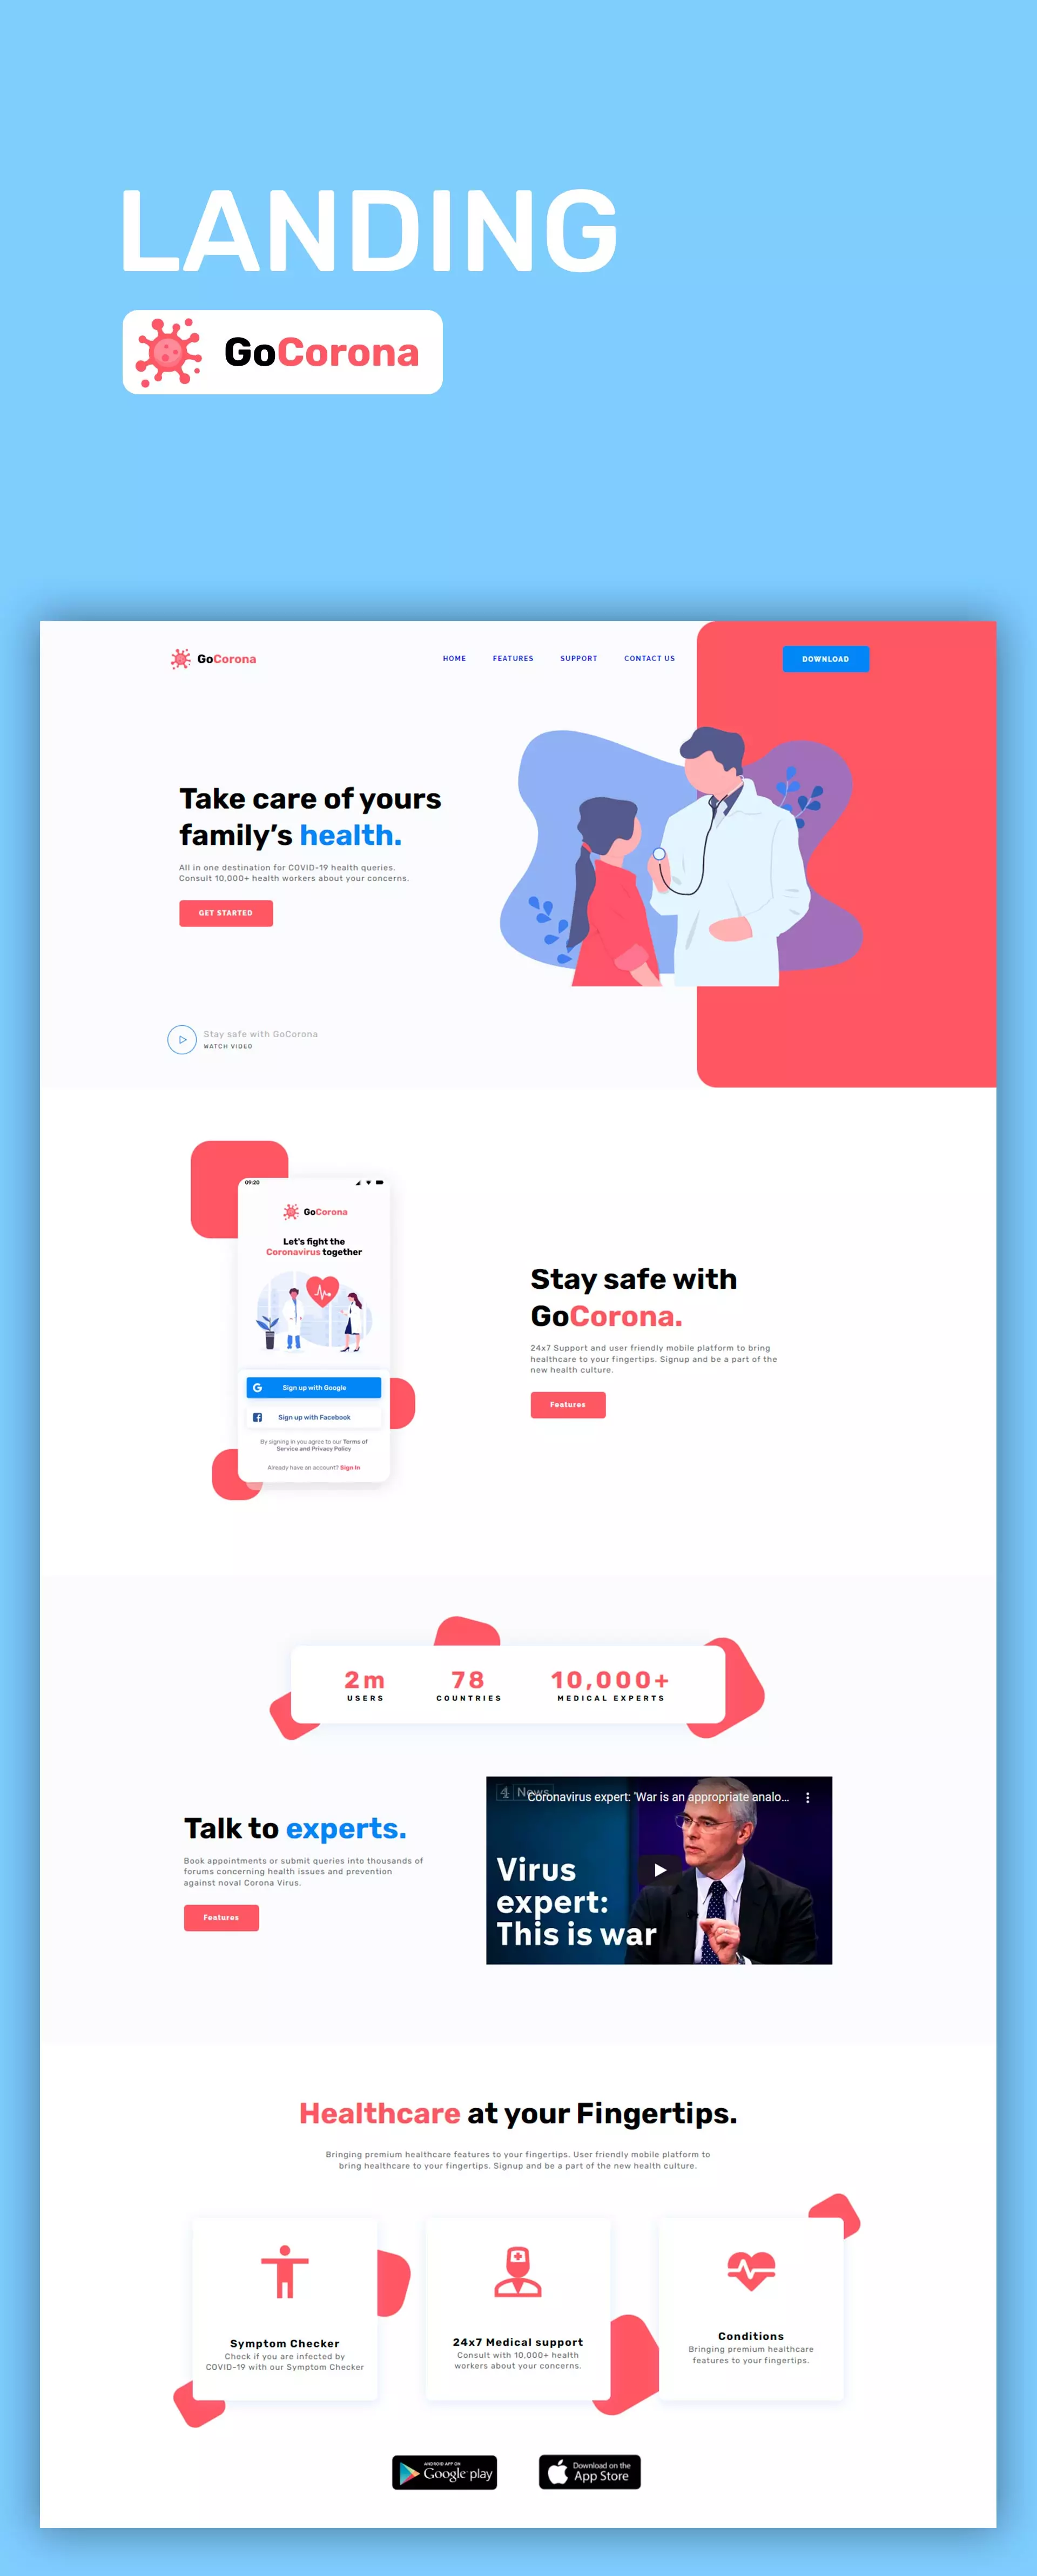 LANDING
GoCorona
GoCorona
HOME FEATURES SUPPORT CONTACT US DOWNLOAD
Take care of yours
family’s health.
All in one destination for COVID-19 health queries.
Consult 10,000+ health workers about your concerns.
GET STARTED
Stay safe with GoCorona
WATCH VIDEO
09:20
GoCorona
Let's fight the
Coronavirus together
Sign up with Google
Sign up with Facebook
By signing in you agree to our Terms of
Service and Privacy Policy
Already have an account? Sign In
Stay safe with
GoCorona.
24x7 Support and user friendly mobile platform to bring
healthcare to your fingertips. Signup and be a part of the
new health culture.
Features
2m 78 10,000+
USERS COUNTRIES MEDICAL EXPERTS
Talk to experts.
Book appointments or submit queries into thousands of
forums concerning health issues and prevention
against noval Corona Virus.
Features
4 News
Coronavirus expert: 'War is an appropriate analo...
Virus
expert:
This is war
Healthcare at your Fingertips.
Bringing premium healthcare features to your fingertips. User friendly mobile platform to
bring healthcare to your fingertips. Signup and be a part of the new health culture.
Symptom Checker
Check if you are infected by
COVID-19 with our Symptom Checker
24x7 Medical support
Consult with 10,000+ health
workers about your concerns.
Conditions
Bringing premium healthcare
features to your fingertips.
ANDROID APP ON
Google play
Download on the
App Store